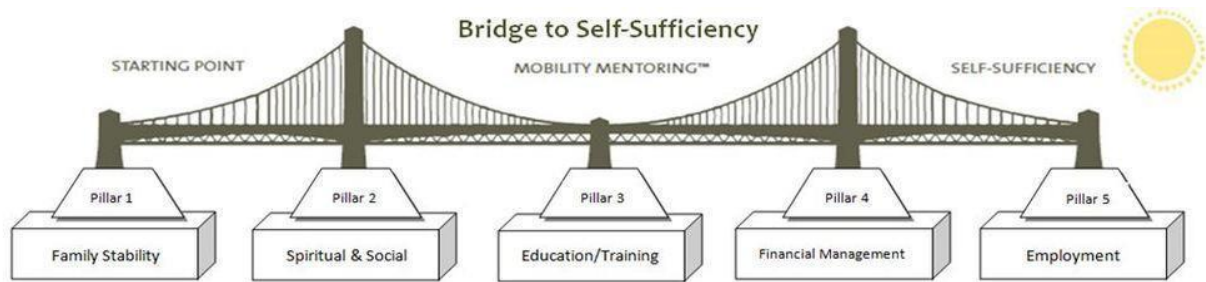 Bridge to Self-Sufficiency
STARTING POINT
MOBILITY MENTORING™
SELF-SUFFICIENCY
Pillar 1
Pillar 2
Pillar 3
Pillar 4
Pillar 5
Family Stability
Spiritual & Social
Education/Training
Financial Management
Employment